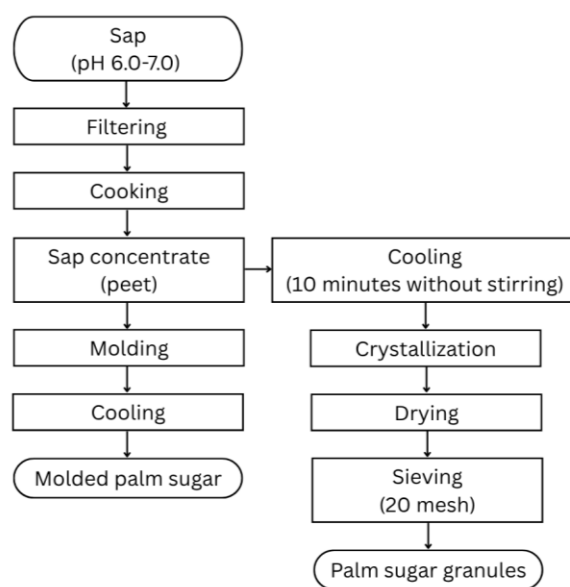 Sap
(pH 6.0-7.0)
Filtering
Cooking
Sap concentrate
(peet)
Molding
Cooling
Molded palm sugar
Cooling
(10 minutes without stirring)
Crystallization
Drying
Sieving
(20 mesh)
Palm sugar granules